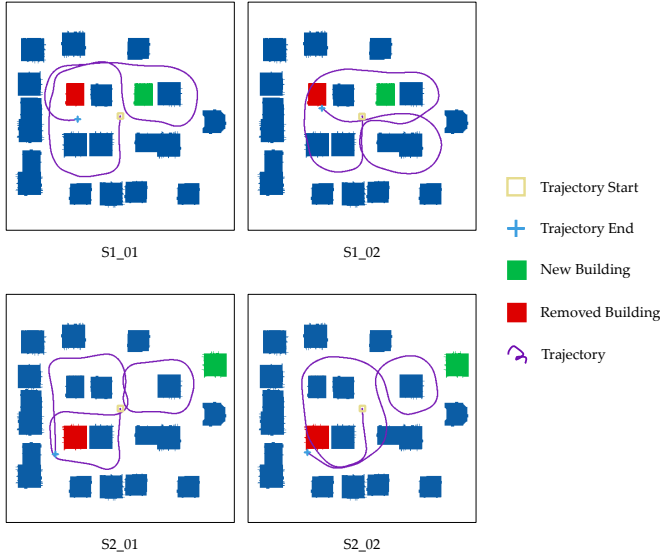 S1_01
S1_02
Trajectory Start
Trajectory End
New Building
Removed Building
Trajectory
S2_01
S2_02